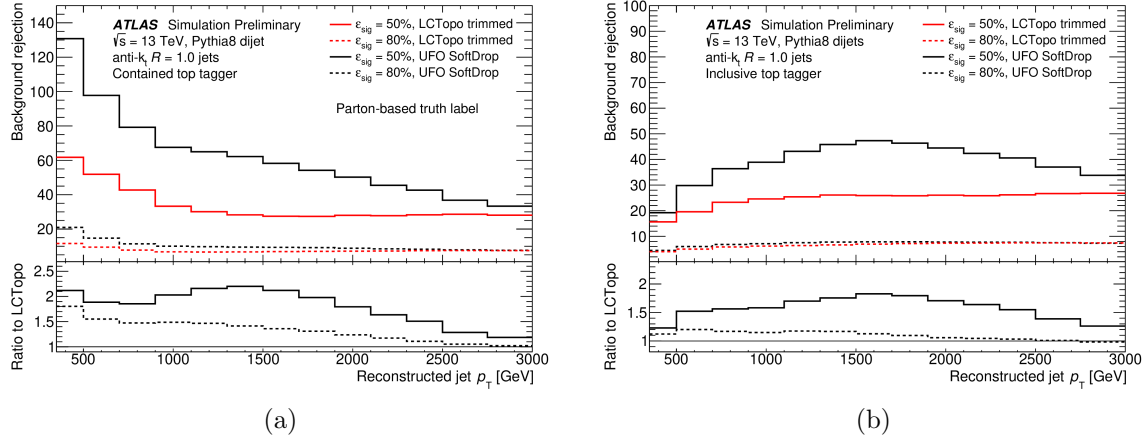 Background rejection
140
120
100
80
60
40
20
ATLAS Simulation Preliminary
√s = 13 TeV, Pythia8 dijet
anti-kt R = 1.0 jets
Contained top tagger
εsig = 50%, LCTopo trimmed
εsig = 80%, LCTopo trimmed
εsig = 50%, UFO SoftDrop
εsig = 80%, UFO SoftDrop
Parton-based truth label
Ratio to LCTopo
2.5
2
1.5
1
500 1000 1500 2000 2500 3000
Reconstructed jet pT [GeV]
(a)
Background rejection
100
90
80
70
60
50
40
30
20
10
ATLAS Simulation Preliminary
√s = 13 TeV, Pythia8 dijets
anti-kt R = 1.0 jets
Inclusive top tagger
εsig = 50%, LCTopo trimmed
εsig = 80%, LCTopo trimmed
εsig = 50%, UFO SoftDrop
εsig = 80%, UFO SoftDrop
Ratio to LCTopo
2
1.5
1
500 1000 1500 2000 2500 3000
Reconstructed jet pT [GeV]
(b)